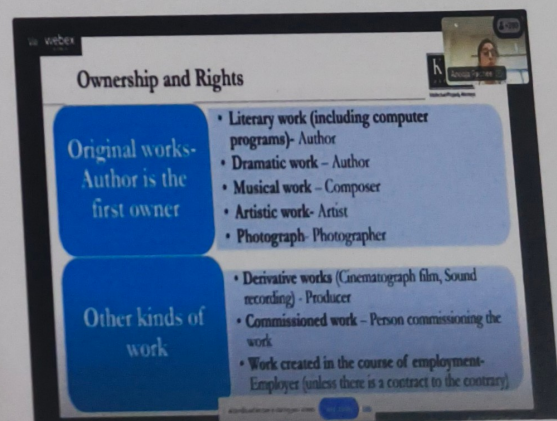 webex
Ownership and Rights
Original works-
Author is the
first owner
• Literary work (including computer
programs)- Author
• Dramatic work – Author
• Musical work – Composer
• Artistic work- Artist
• Photograph- Photographer
Other kinds of
work
• Derivative works (Cinematograph film, Sound
recording) - Producer
• Commissioned work – Person commissioning the
work
• Work created in the course of employment-
Employer (unless there is a contract to the contrary)